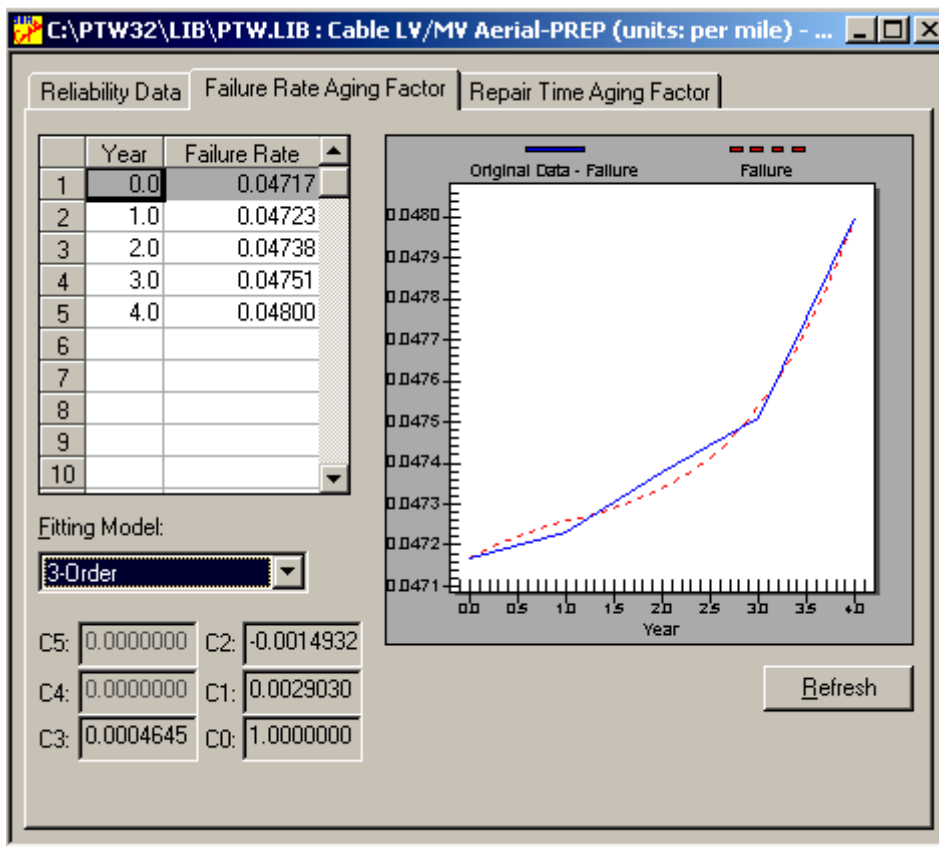 C:\PTW32\LIB\PTW.LIB : Cable LV/MV Aerial-PREP (units: per mile) - ...
Reliability Data Failure Rate Aging Factor Repair Time Aging Factor
Year Failure Rate
1 0.0 0.04717
2 1.0 0.04723
3 2.0 0.04738
4 3.0 0.04751
5 4.0 0.04800
6
7
8
9
10
Fitting Model:
3-Order
C5: 0.0000000 C2: -0.0014932
C4: 0.0000000 C1: 0.0029030
C3: 0.0004645 C0: 1.0000000
Original Data - Failure Failure
0.0480
0.0479
0.0478
0.0477
0.0476
0.0475
0.0474
0.0473
0.0472
0.0471
0.0 0.5 1.0 1.5 2.0 2.5 3.0 3.5 4.0
Year
Refresh